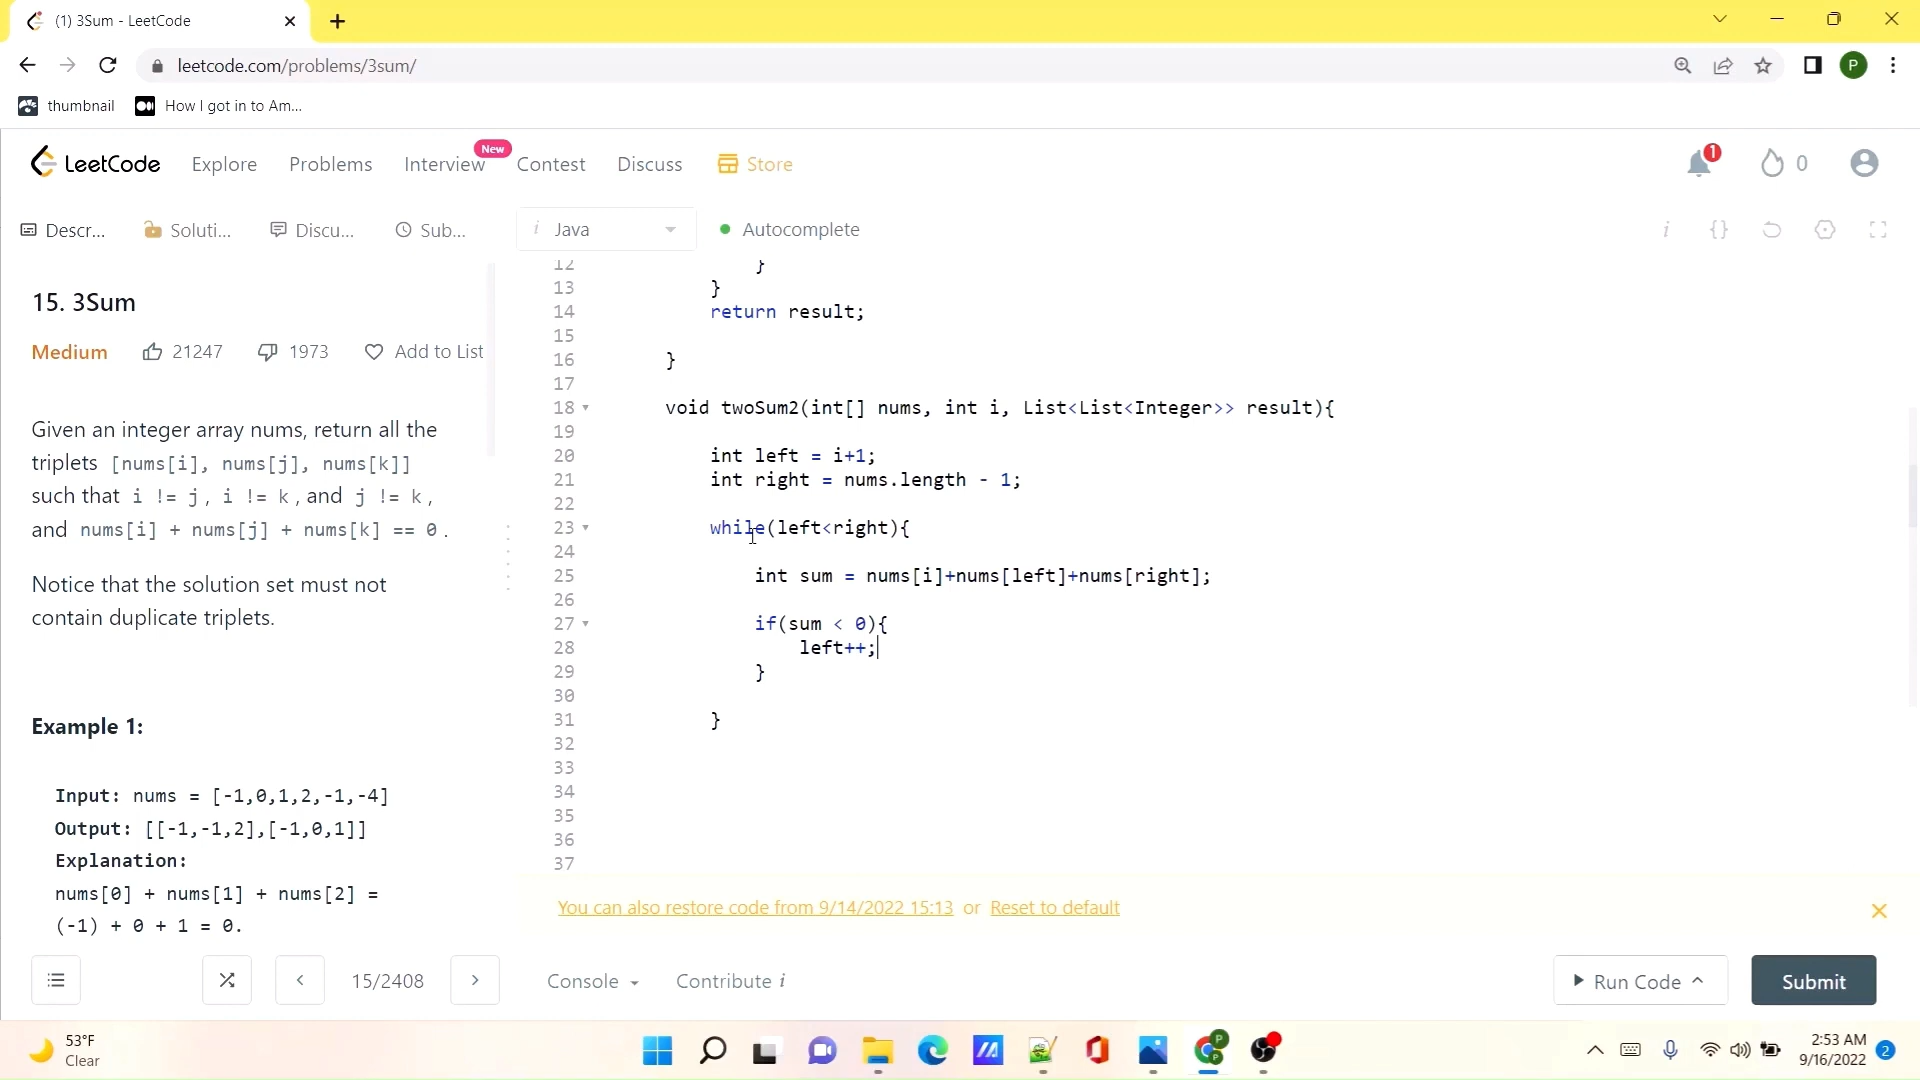 (1) 3Sum - LeetCode
leetcode.com/problems/3sum/
P
thumbnail
How I got in to Am...
LeetCode
Explore
Problems
Interview
New
Contest
Discuss
Store
1
0
Descr...
Soluti...
Discu...
Sub...
i Java
Autocomplete
i
{}
15. 3Sum
Medium
21247
1973
Add to List
Given an integer array nums, return all the
triplets [nums[i], nums[j], nums[k]]
such that i != j, i != k, and j != k,
and nums[i] + nums[j] + nums[k] == 0.
Notice that the solution set must not
contain duplicate triplets.
Example 1:
Input: nums = [-1,0,1,2,-1,-4]
Output: [[-1,-1,2],[-1,0,1]]
Explanation:
nums[0] + nums[1] + nums[2] =
(-1) + 0 + 1 = 0.
12 }
13 }
14 return result;
15
16 }
17
18 void twoSum2(int[] nums, int i, List<List<Integer>> result){
19
20 int left = i+1;
21 int right = nums.length - 1;
22
23 while(left<right){
24
25 int sum = nums[i]+nums[left]+nums[right];
26
27 if(sum < 0){
28 left++;
29 }
30
31 }
32
33
34
35
36
37
You can also restore code from 9/14/2022 15:13 or Reset to default
15/2408
Console
Contribute i
Run Code
Submit
53°F
Clear
P
P
2:53 AM
9/16/2022
2